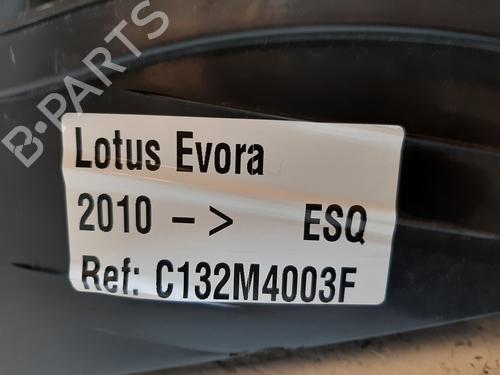 B-PARTS
Lotus Evora
2010 -> ESQ
Ref: C132M4003F